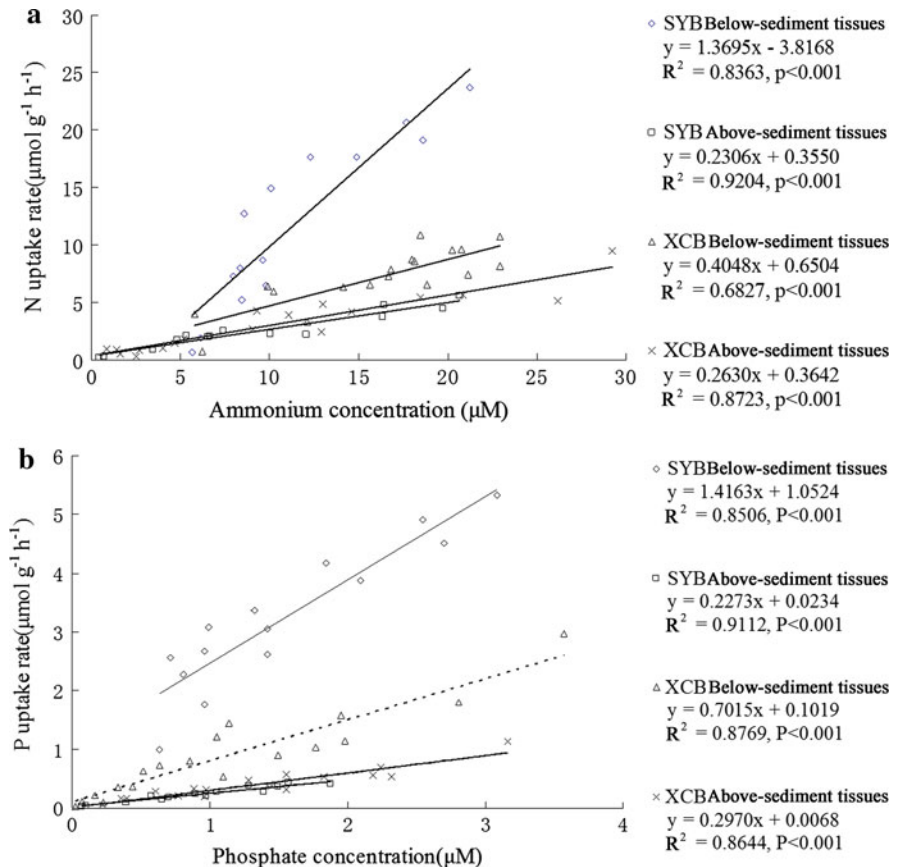 a
30
25
20
15
10
5
0
N uptake rate(μmol g⁻¹ h⁻¹)
0 5 10 15 20 25 30
Ammonium concentration (μM)
SYB Below-sediment tissues
y = 1.3695x - 3.8168
R² = 0.8363, p<0.001
SYB Above-sediment tissues
y = 0.2306x + 0.3550
R² = 0.9204, p<0.001
XCB Below-sediment tissues
y = 0.4048x + 0.6504
R² = 0.6827, p<0.001
XCB Above-sediment tissues
y = 0.2630x + 0.3642
R² = 0.8723, p<0.001
b
6
5
4
3
2
1
0
P uptake rate(μmol g⁻¹ h⁻¹)
0 1 2 3 4
Phosphate concentration(μM)
SYB Below-sediment tissues
y = 1.4163x + 1.0524
R² = 0.8506, P<0.001
SYB Above-sediment tissues
y = 0.2273x + 0.0234
R² = 0.9112, P<0.001
XCB Below-sediment tissues
y = 0.7015x + 0.1019
R² = 0.8769, P<0.001
XCB Above-sediment tissues
y = 0.2970x + 0.0068
R² = 0.8644, P<0.001